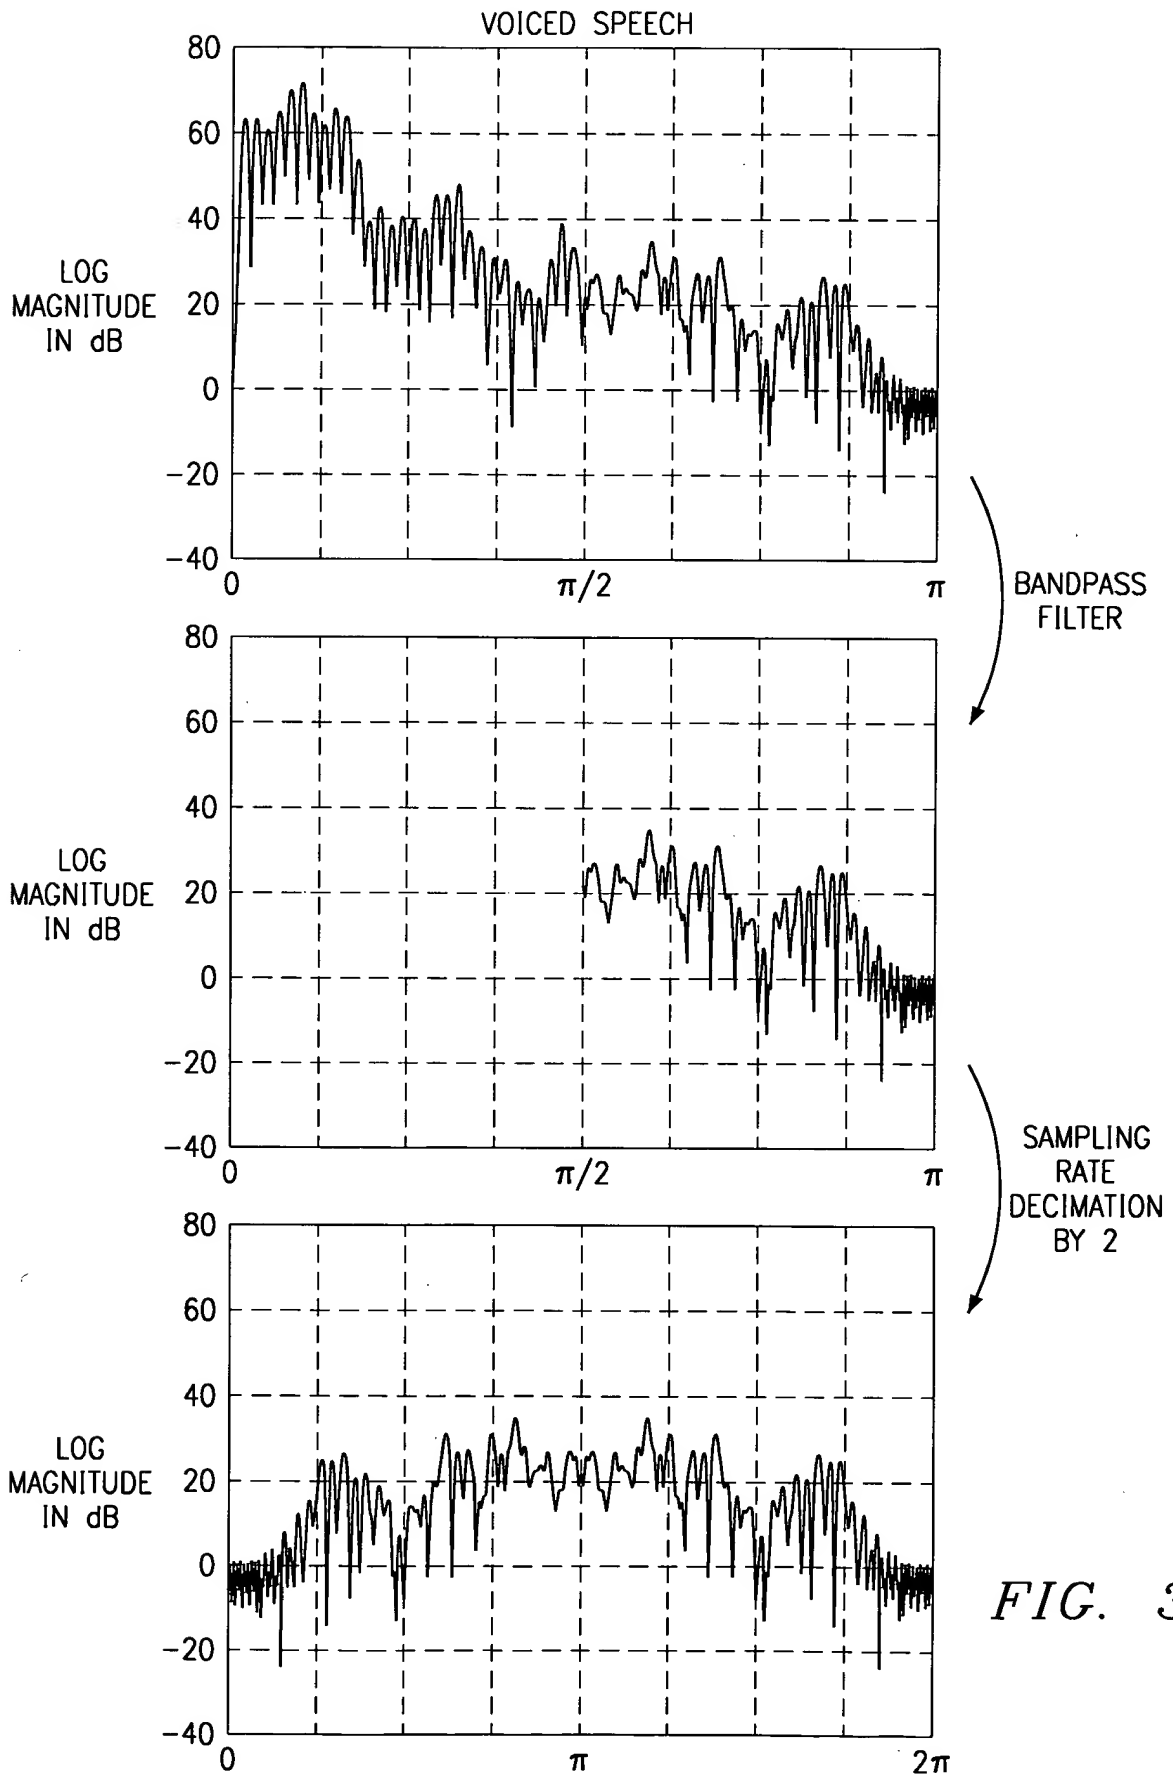 VOICED SPEECH
80
60
40
20
0
-20
-40
LOG
MAGNITUDE
IN dB
0
π/2
π
BANDPASS
FILTER
80
60
40
20
0
-20
-40
LOG
MAGNITUDE
IN dB
0
π/2
π
SAMPLING
RATE
DECIMATION
BY 2
80
60
40
20
0
-20
-40
LOG
MAGNITUDE
IN dB
0
π
2π
FIG. 3